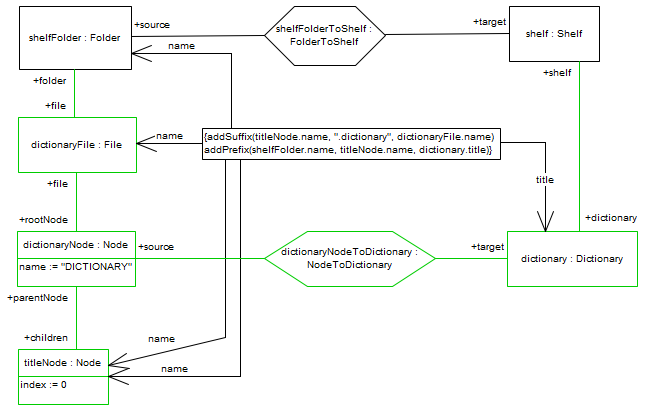 +source
shelfFolderToShelf :
FolderToShelf
+target
shelfFolder : Folder
shelf : Shelf
name
+folder
+shelf
+file
dictionaryFile : File
name
{addSuffix(titleNode.name, ".dictionary", dictionaryFile.name)
addPrefix(shelfFolder.name, titleNode.name, dictionary.title)}
+file
title
+rootNode
+dictionary
dictionaryNode : Node
name := "DICTIONARY"
+source
dictionaryNodeToDictionary :
NodeToDictionary
+target
dictionary : Dictionary
+parentNode
+children
name
titleNode : Node
index := 0
name